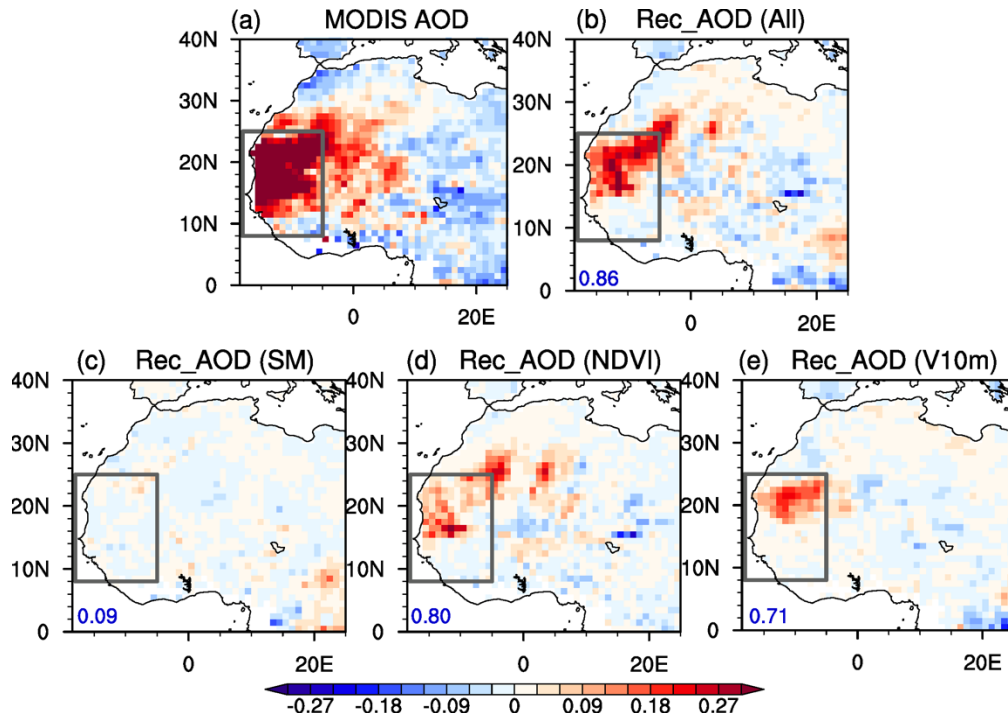 (a) MODIS AOD
(b) Rec_AOD (All)
40N
30N
20N
10N
0
0 20E
40N
30N
20N
10N
0
0.86
0 20E
(c) Rec_AOD (SM)
(d) Rec_AOD (NDVI)
(e) Rec_AOD (V10m)
40N
30N
20N
10N
0
0.09
0 20E
40N
30N
20N
10N
0
0.80
0 20E
40N
30N
20N
10N
0
0.71
0 20E
-0.27 -0.18 -0.09 0 0.09 0.18 0.27